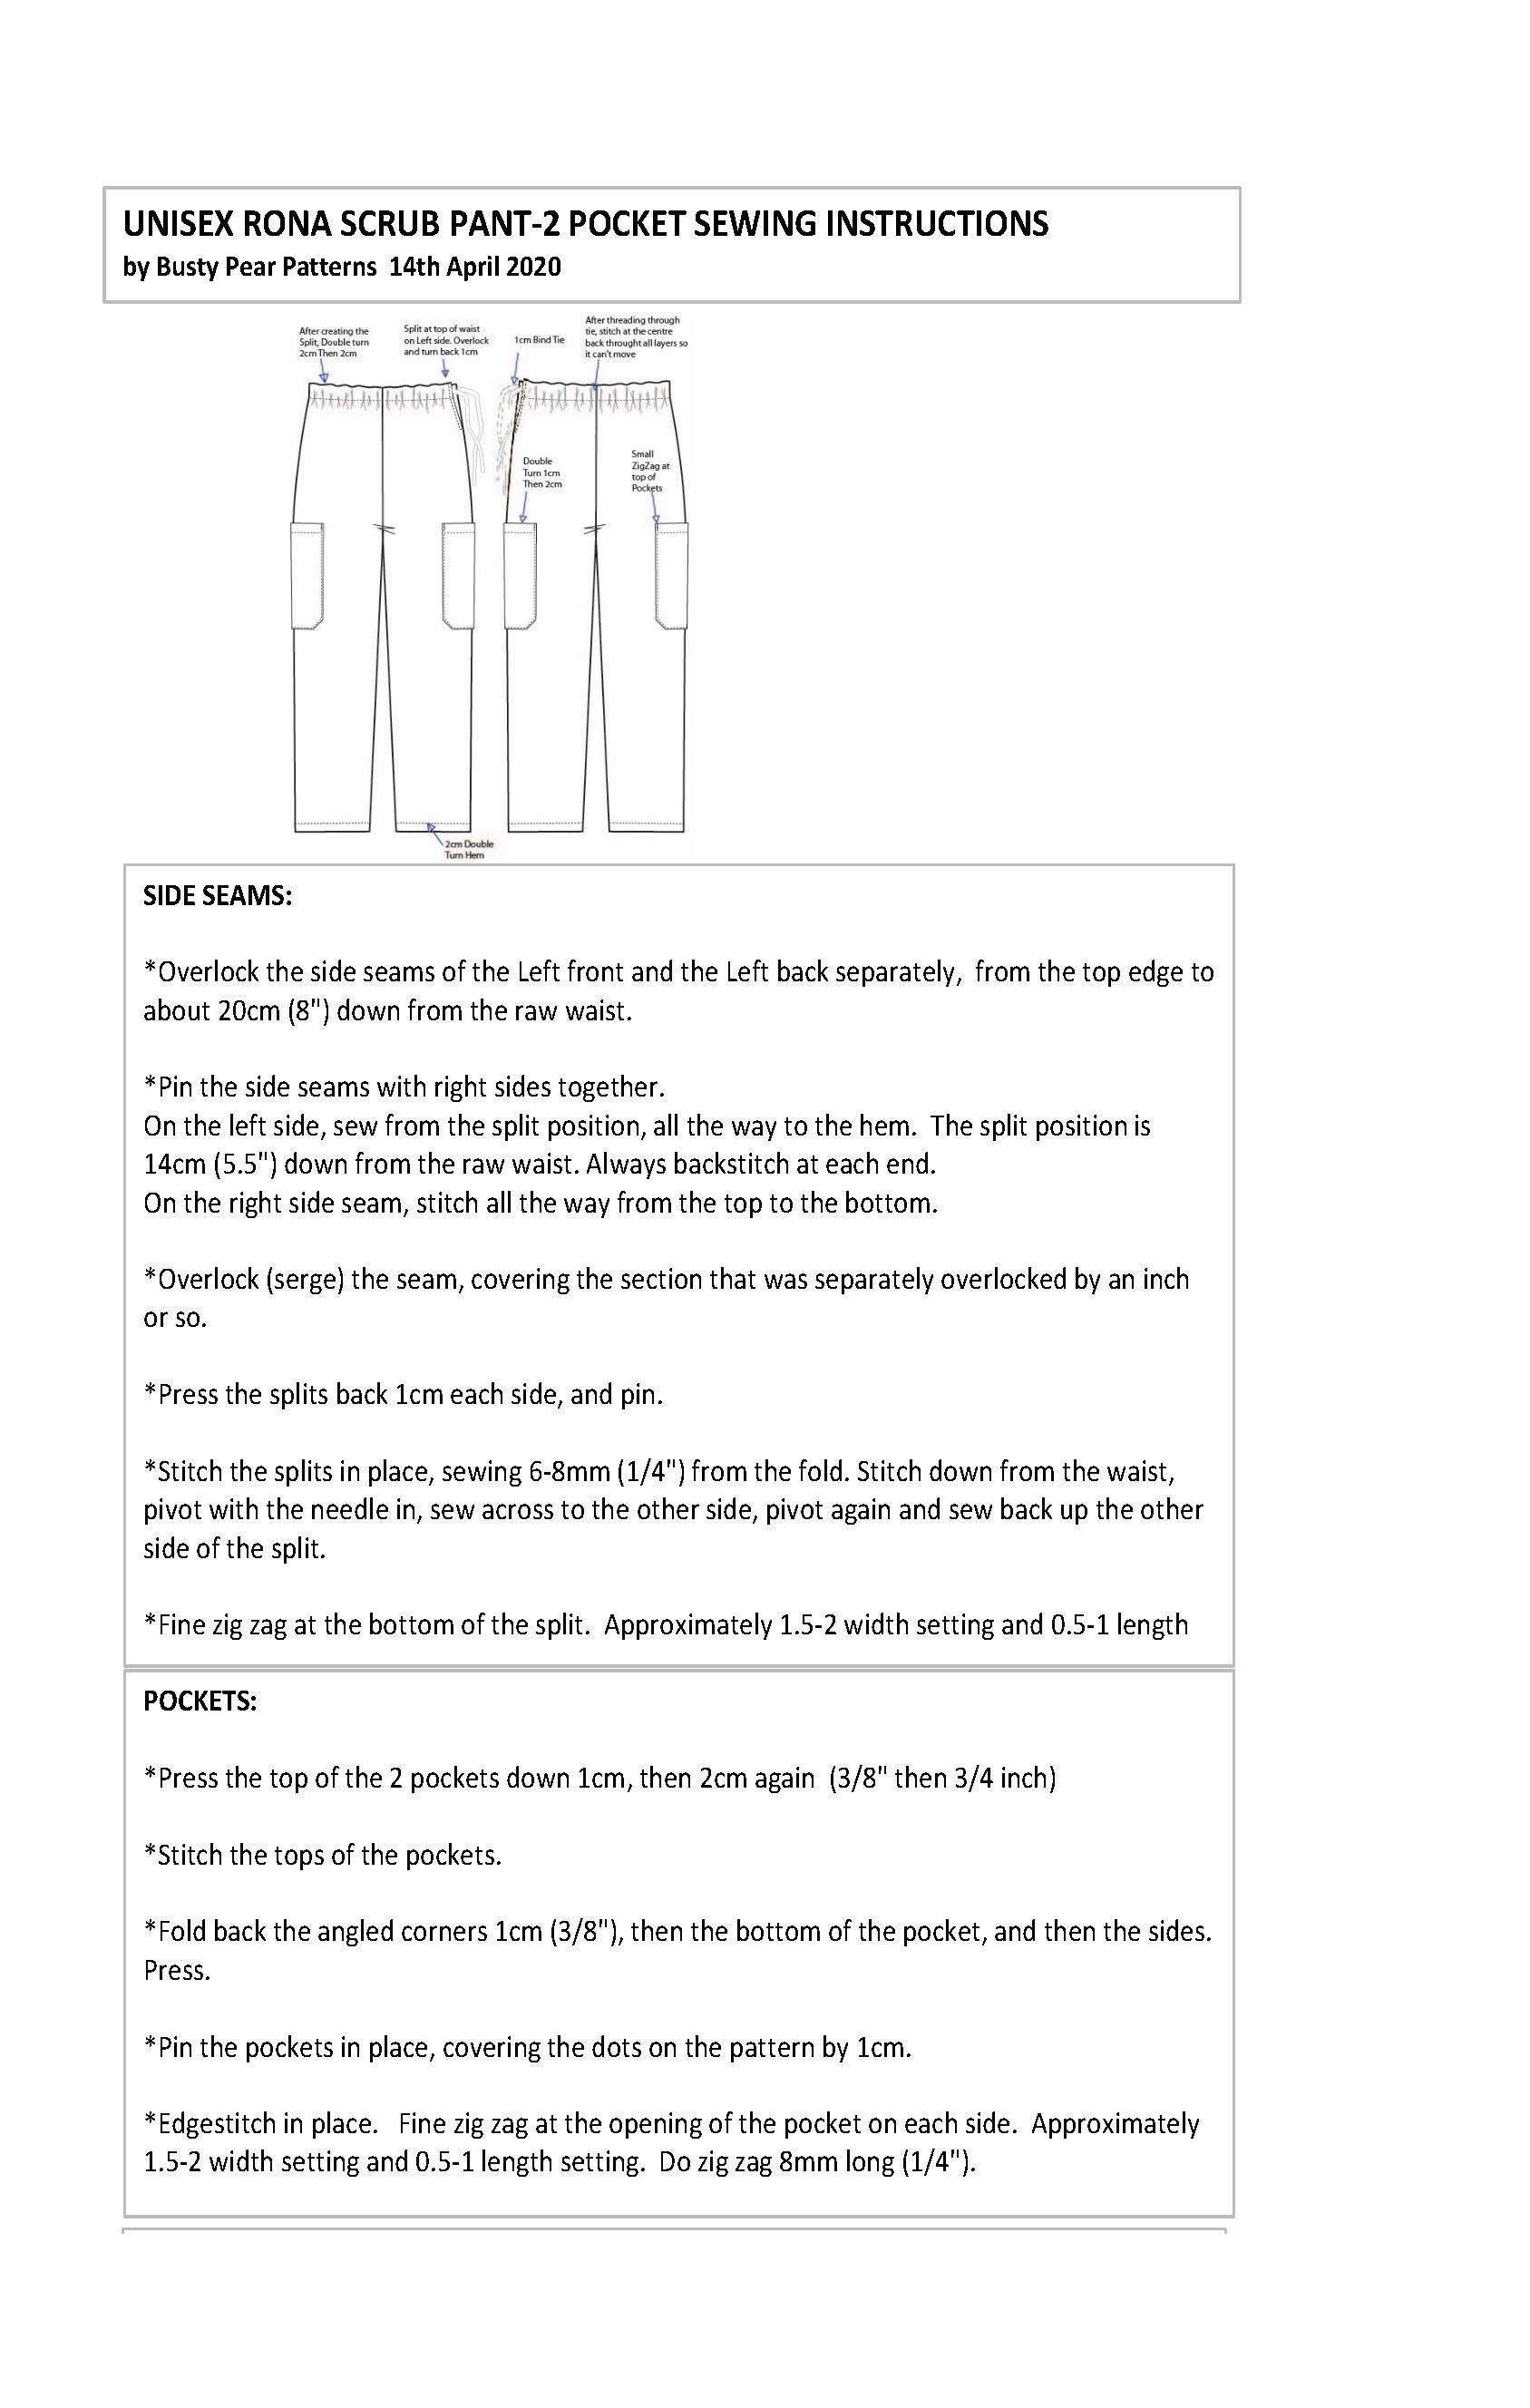 UNISEX RONA SCRUB PANT-2 POCKET SEWING INSTRUCTIONS
by Busty Pear Patterns  14th April 2020
After creating the
Split, Double turn
2cm Then 2cm
Split at top of waist
on Left side. Overlock
and turn back 1cm
1cm Bind Tie
After threading through
tie, stitch at the centre
back throught all layers so
it can't move
Double
Turn 1cm
Then 2cm
Small
ZigZag at
top of
Pockets
2cm Double
Turn Hem
SIDE SEAMS:
*Overlock the side seams of the Left front and the Left back separately,  from the top edge to
about 20cm (8") down from the raw waist.
*Pin the side seams with right sides together.
On the left side, sew from the split position, all the way to the hem.  The split position is
14cm (5.5") down from the raw waist. Always backstitch at each end.
On the right side seam, stitch all the way from the top to the bottom.
*Overlock (serge) the seam, covering the section that was separately overlocked by an inch
or so.
*Press the splits back 1cm each side, and pin.
*Stitch the splits in place, sewing 6-8mm (1/4") from the fold. Stitch down from the waist,
pivot with the needle in, sew across to the other side, pivot again and sew back up the other
side of the split.
*Fine zig zag at the bottom of the split.  Approximately 1.5-2 width setting and 0.5-1 length
POCKETS:
*Press the top of the 2 pockets down 1cm, then 2cm again  (3/8" then 3/4 inch)
*Stitch the tops of the pockets.
*Fold back the angled corners 1cm (3/8"), then the bottom of the pocket, and then the sides.
Press.
*Pin the pockets in place, covering the dots on the pattern by 1cm.
*Edgestitch in place.   Fine zig zag at the opening of the pocket on each side.  Approximately
1.5-2 width setting and 0.5-1 length setting.  Do zig zag 8mm long (1/4").